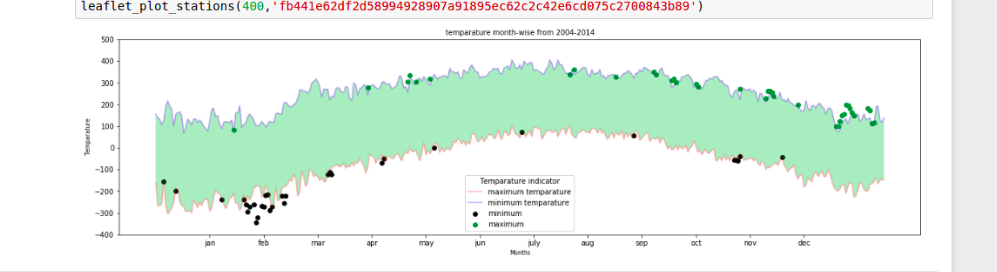 leaflet_plot_stations(400,'fb441e62df2d58994928907a91895ec62c2c42e6cd075c2700843b89')
temparature month-wise from 2004-2014
500
400
300
200
100
0
−100
−200
−300
−400
Temparature
Temparature indicator
maximum temparature
minimum temparature
minimum
maximum
jan feb mar apr may jun july aug sep oct nov dec
Months